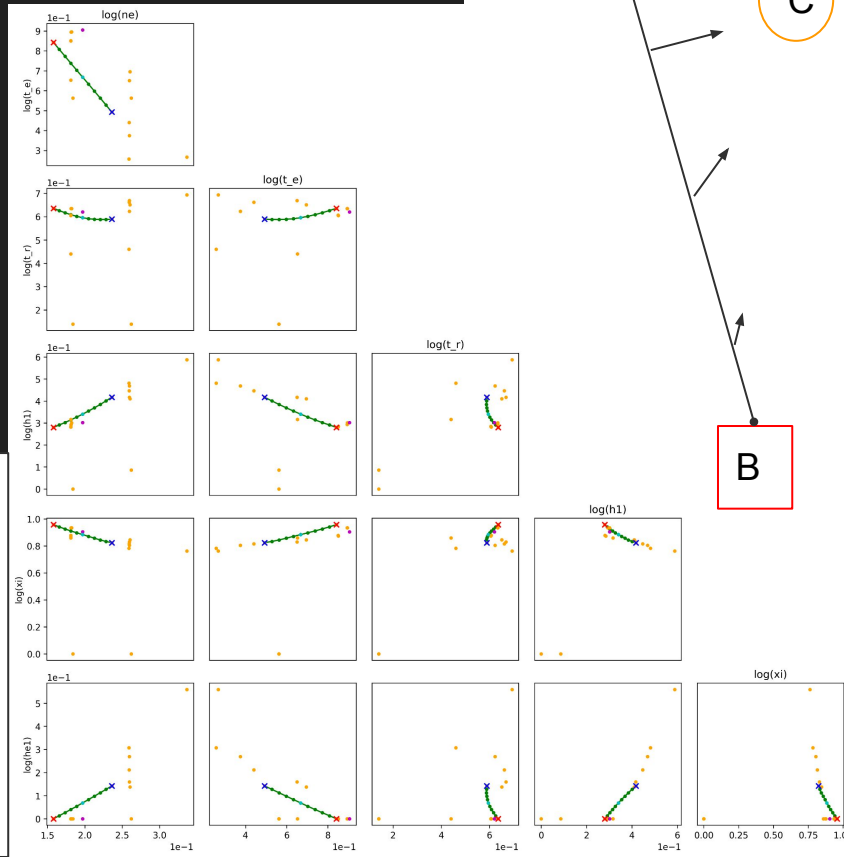 C
B
1e−1
log(ne)
log(t_e)
9
8
7
6
5
4
3
1e−1
log(t_e)
log(t_r)
7
6
5
4
3
2
1e−1
log(t_r)
log(h1)
6
5
4
3
2
1
0
log(h1)
log(xi)
1.0
0.8
0.6
0.4
0.2
0.0
1e−1
log(xi)
log(he1)
5
4
3
2
1
0
1.5 2.0 2.5 3.0
4 6 8
2 4 6
0 2 4 6
0.00 0.25 0.50 0.75 1.0
1e−1 1e−1 1e−1 1e−1